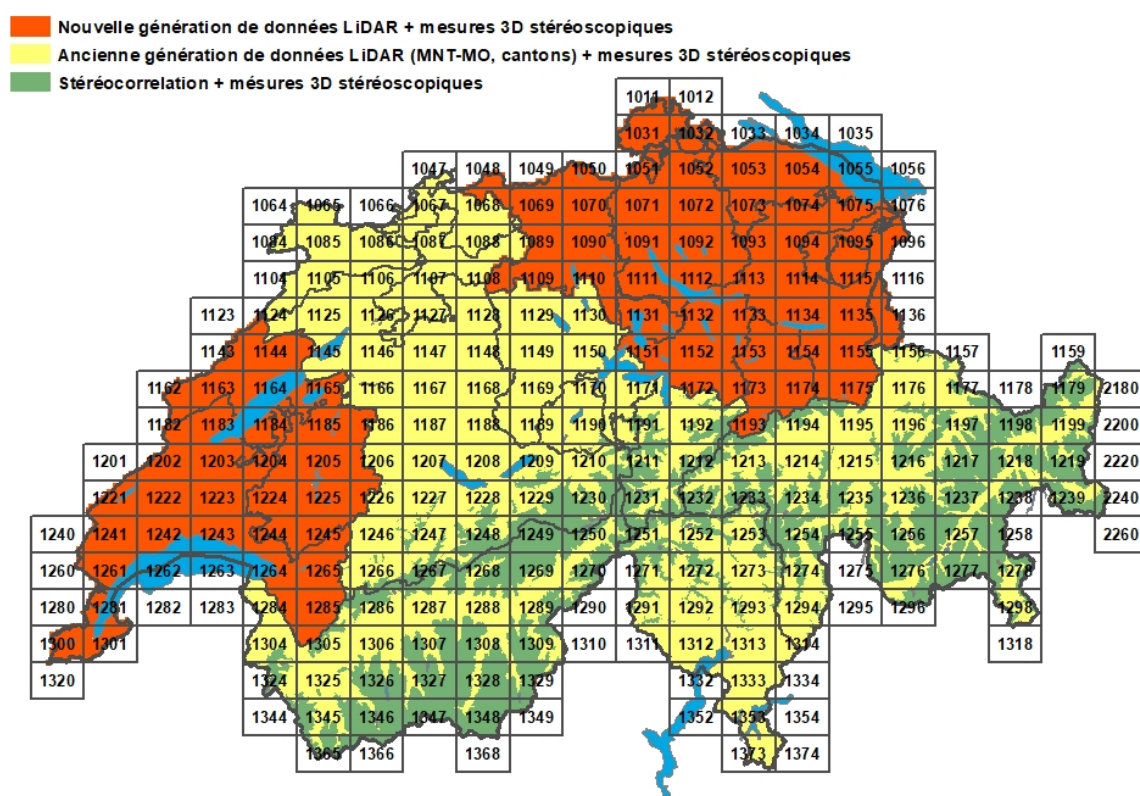 Nouvelle génération de données LiDAR + mesures 3D stéréoscopiques
Ancienne génération de données LiDAR (MNT-MO, cantons) + mesures 3D stéréoscopiques
Stéréocorrelation + mésures 3D stéréoscopiques
1011 1012
1031 1032 1033 1034 1035
1047 1048 1049 1050 1051 1052 1053 1054 1055 1056
1064 1065 1066 1067 1068 1069 1070 1071 1072 1073 1074 1075 1076
1084 1085 1086 1087 1088 1089 1090 1091 1092 1093 1094 1095 1096
1104 1105 1106 1107 1108 1109 1110 1111 1112 1113 1114 1115 1116
1123 1124 1125 1126 1127 1128 1129 1130 1131 1132 1133 1134 1135 1136
1143 1144 1145 1146 1147 1148 1149 1150 1151 1152 1153 1154 1155 1156 1157 1159
1162 1163 1164 1165 1166 1167 1168 1169 1170 1171 1172 1173 1174 1175 1176 1177 1178 1179 2180
1182 1183 1184 1185 1186 1187 1188 1189 1190 1191 1192 1193 1194 1195 1196 1197 1198 1199 2200
1201 1202 1203 1204 1205 1206 1207 1208 1209 1210 1211 1212 1213 1214 1215 1216 1217 1218 1219 2220
1221 1222 1223 1224 1225 1226 1227 1228 1229 1230 1231 1232 1233 1234 1235 1236 1237 1238 1239 2240
1240 1241 1242 1243 1244 1245 1246 1247 1248 1249 1250 1251 1252 1253 1254 1255 1256 1257 1258 2260
1260 1261 1262 1263 1264 1265 1266 1267 1268 1269 1270 1271 1272 1273 1274 1275 1276 1277 1278
1280 1281 1282 1283 1284 1285 1286 1287 1288 1289 1290 1291 1292 1293 1294 1295 1296 1298
1300 1301 1304 1305 1306 1307 1308 1309 1310 1311 1312 1313 1314 1318
1320 1324 1325 1326 1327 1328 1329 1332 1333 1334
1344 1345 1346 1347 1348 1349 1352 1353 1354
1365 1366 1368 1373 1374